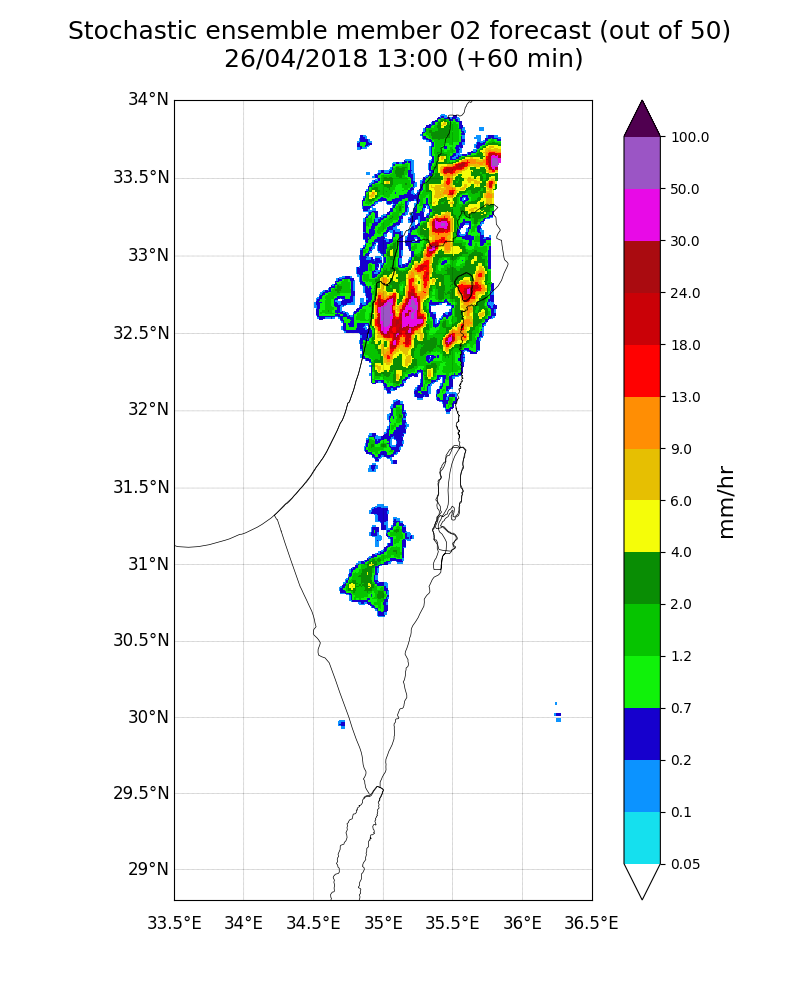 Stochastic ensemble member 02 forecast (out of 50)
26/04/2018 13:00 (+60 min)
34°N
33.5°N
33°N
32.5°N
32°N
31.5°N
31°N
30.5°N
30°N
29.5°N
29°N
33.5°E
34°E
34.5°E
35°E
35.5°E
36°E
36.5°E
100.0
50.0
30.0
24.0
18.0
13.0
9.0
6.0
4.0
2.0
1.2
0.7
0.2
0.1
0.05
mm/hr